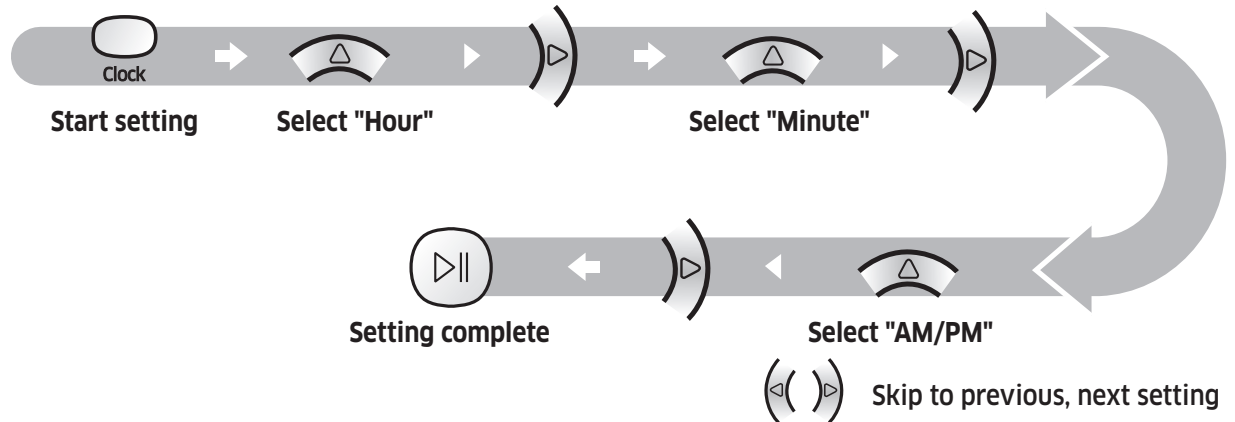 Clock
Start setting
Select "Hour"
Select "Minute"
Select "AM/PM"
Setting complete
Skip to previous, next setting